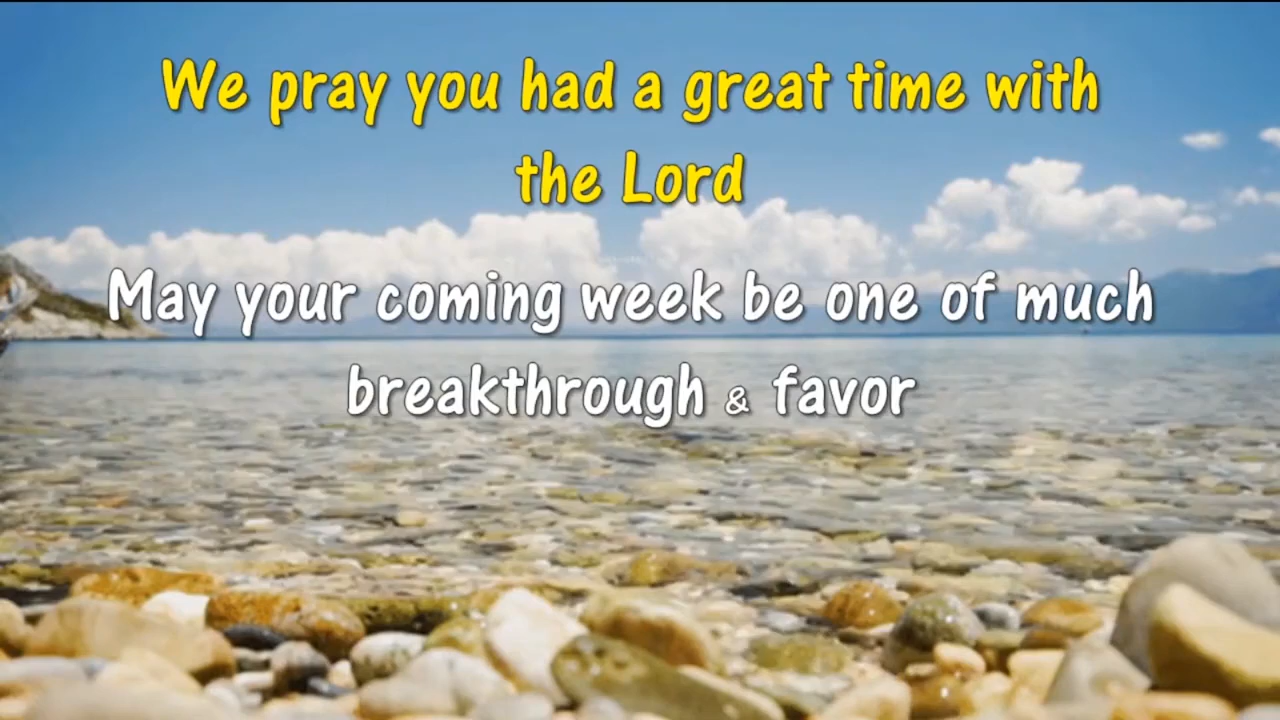 We pray you had a great time with
the Lord
May your coming week be one of much
breakthrough & favor